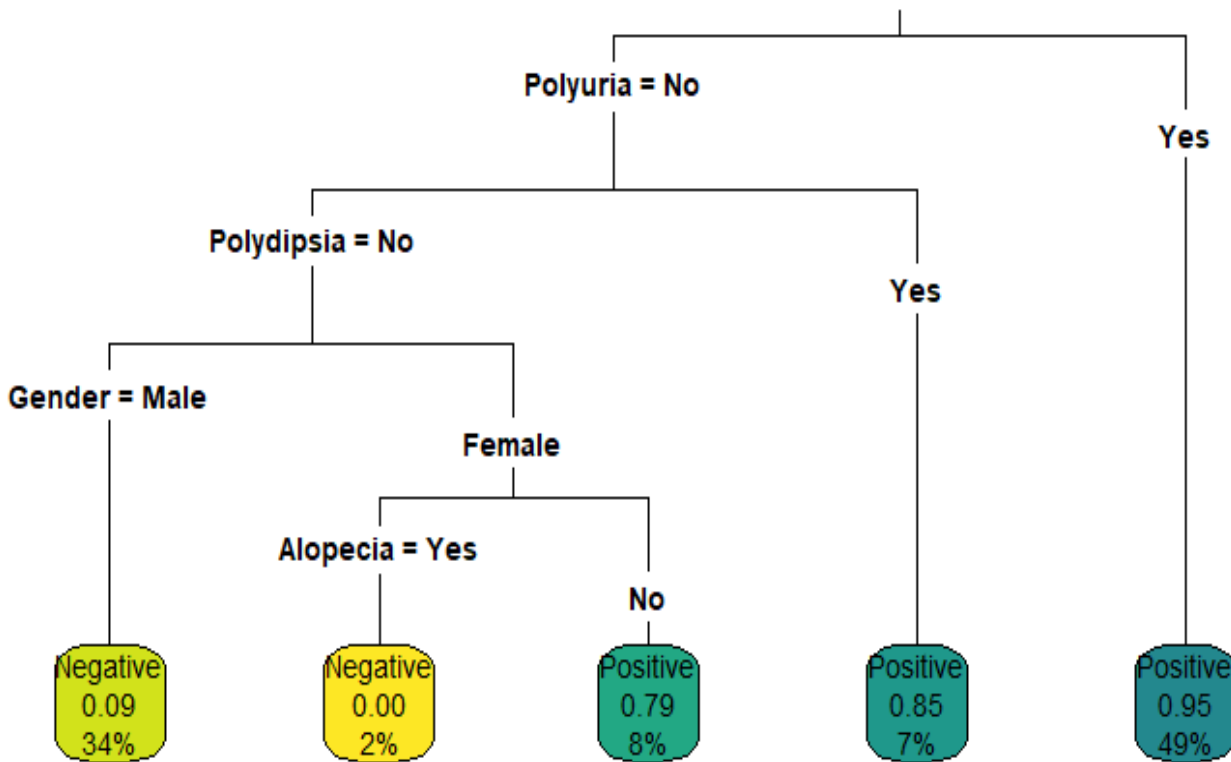 Polyuria = No
Yes
Polydipsia = No
Yes
Gender = Male
Female
Alopecia = Yes
No
Negative
0.09
34%
Negative
0.00
2%
Positive
0.79
8%
Positive
0.85
7%
Positive
0.95
49%